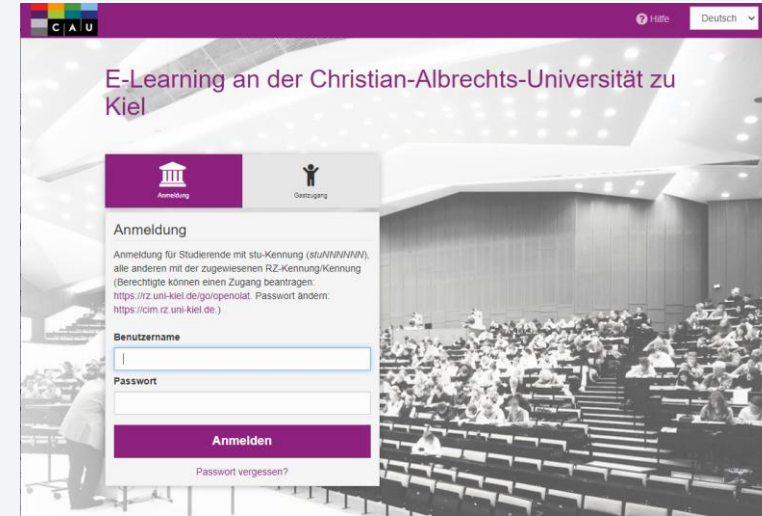 C A U
Hilfe
Deutsch
E-Learning an der Christian-Albrechts-Universität zu
Kiel
Anmeldung
Gastzugang
Anmeldung
Anmeldung für Studierende mit stu-Kennung (stuNNNNNN),
alle anderen mit der zugewiesenen RZ-Kennung/Kennung
(Berechtigte können einen Zugang beantragen:
https://rz.uni-kiel.de/go/openolat. Passwort ändern:
https://cim.rz.uni-kiel.de.)
Benutzername
Passwort
Anmelden
Passwort vergessen?